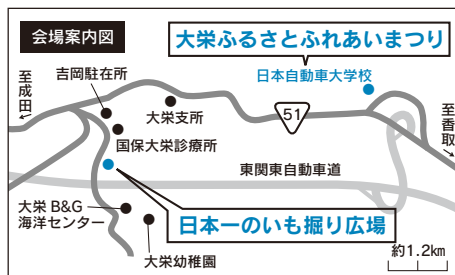 会場案内図
大栄ふるさとふれあいまつり
日本自動車大学校
至成田
吉岡駐在所
大栄支所
国保大栄診療所
51
至香取
東関東自動車道
日本一のいも掘り広場
大栄 B&G
海洋センター
大栄幼稚園
約1.2km